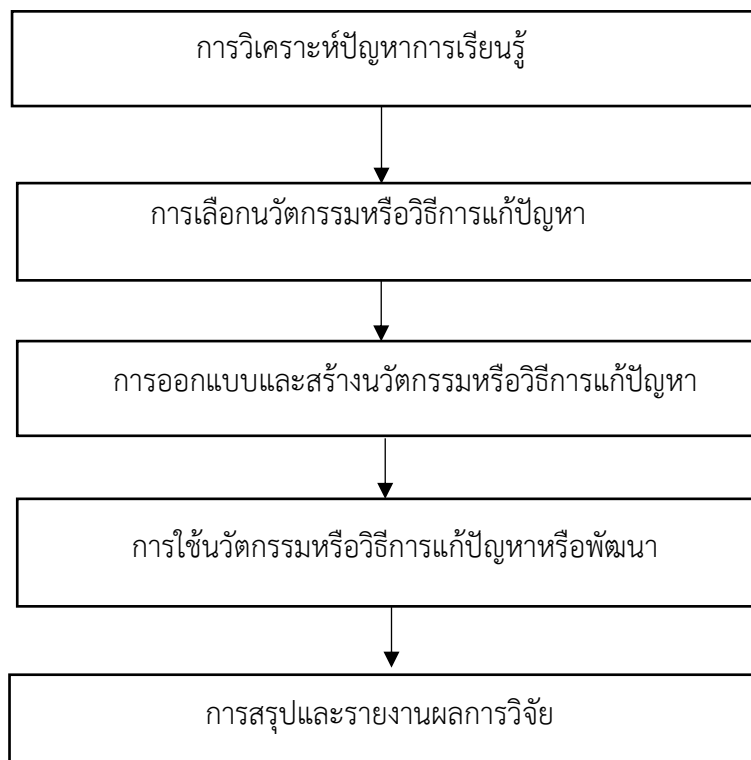 การวิเคราะห์ปัญหาการเรียนรู้
การเลือกนวัตกรรมหรือวิธีการแก้ปัญหา
การออกแบบและสร้างนวัตกรรมหรือวิธีการแก้ปัญหา
การใช้นวัตกรรมหรือวิธีการแก้ปัญหาหรือพัฒนา
การสรุปและรายงานผลการวิจัย